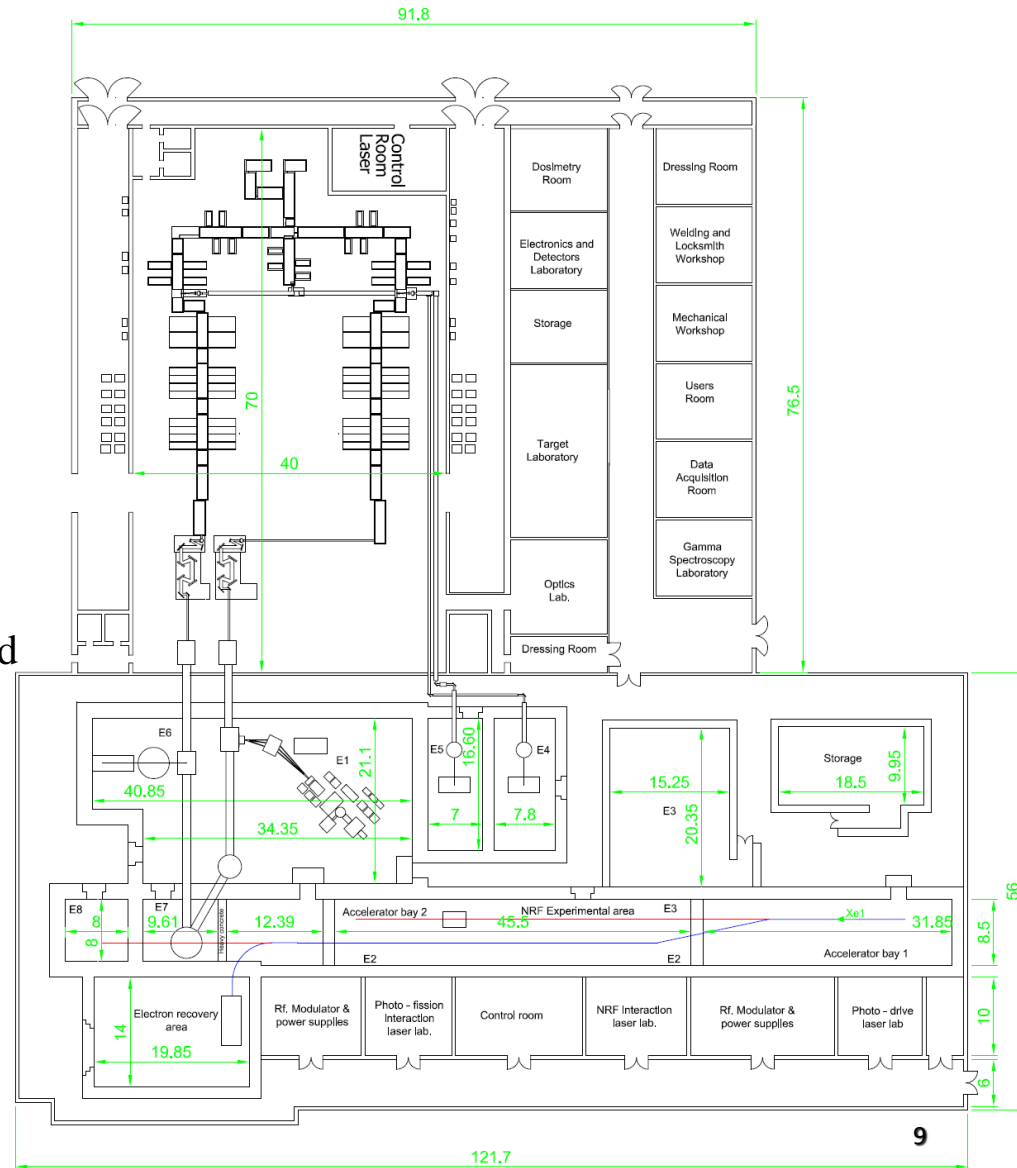 91.8
Control
Room
Laser
Dosimetry
Room
Dressing Room
Electronics and
Detectors
Laboratory
Welding and
Locksmith
Workshop
Storage
Mechanical
Workshop
70
76.5
Users
Room
Target
Laboratory
40
Data
Acquisition
Room
Gamma
Spectroscopy
Laboratory
Optics
Lab.
d
Dressing Room
E6
E1
21.1
E5
16.60
E4
40.85
34.35
7
7.8
15.25
E3
20.35
Storage
18.5
9.95
56
E8
8
8
E7
9.61
Heavy concrete
12.39
Accelerator bay 2
NRF Experimental area
E3
45.5
Xe1
31.85
8.5
E2
E2
Accelerator bay 1
Electron recovery
area
14
19.85
Rf. Modulator &
power supplies
Photo - fission
Interaction
laser lab.
Control room
NRF Interaction
laser lab.
Rf. Modulator &
power supplies
Photo - drive
laser lab
10
6
9
121.7